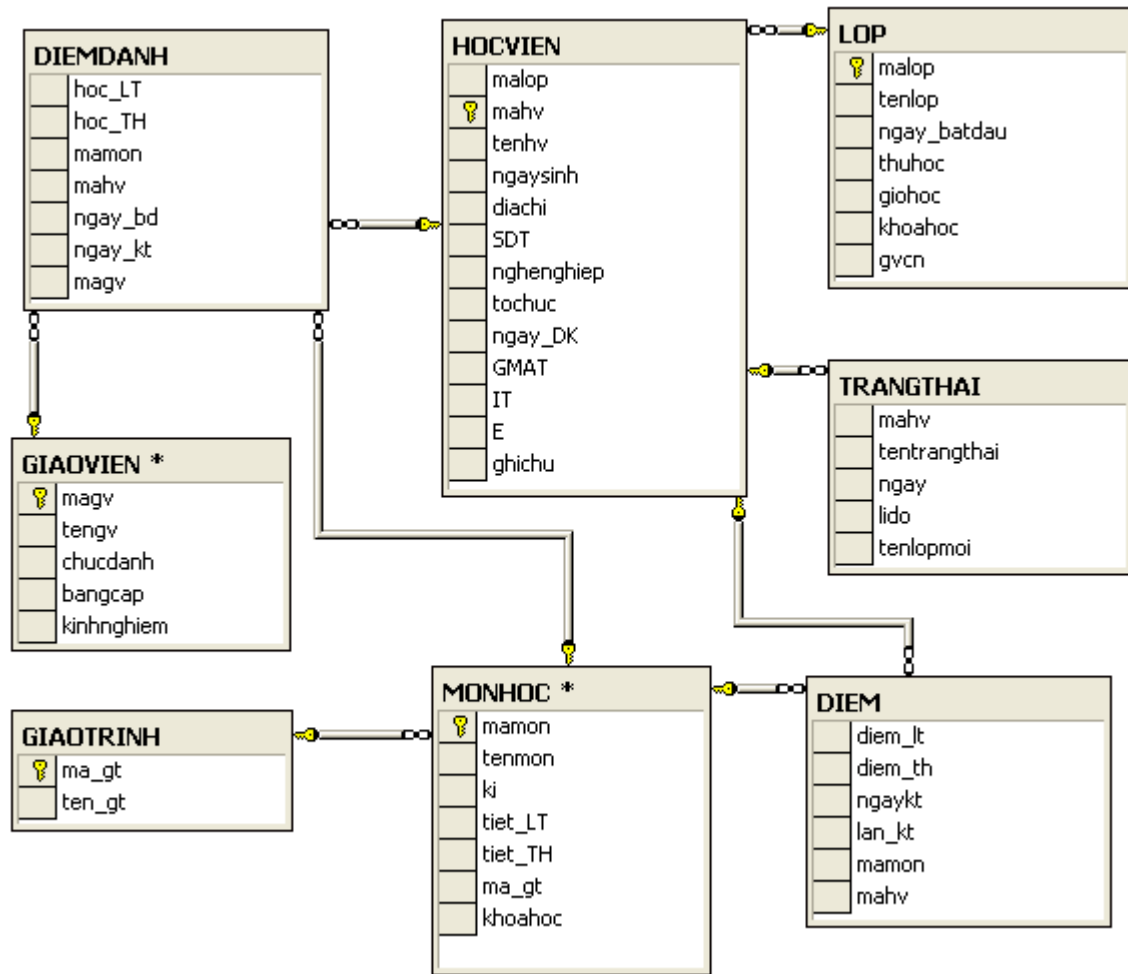 DIEMDANH
hoc_LT
hoc_TH
mamon
mahv
ngay_bd
ngay_kt
magv
HOCVIEN
malop
mahv
tenhv
ngaysinh
diachi
SDT
nghenghiep
tochuc
ngay_DK
GMAT
IT
E
ghichu
LOP
malop
tenlop
ngay_batdau
thuhoc
giohoc
khoahoc
gvcn
TRANGTHAI
mahv
tentrangthai
ngay
lido
tenlopmoi
GIAOVIEN *
magv
tengv
chucdanh
bangcap
kinhnghiem
GIAOTRINH
ma_gt
ten_gt
MONHOC *
mamon
tenmon
ki
tiet_LT
tiet_TH
ma_gt
khoahoc
DIEM
diem_lt
diem_th
ngaykt
lan_kt
mamon
mahv